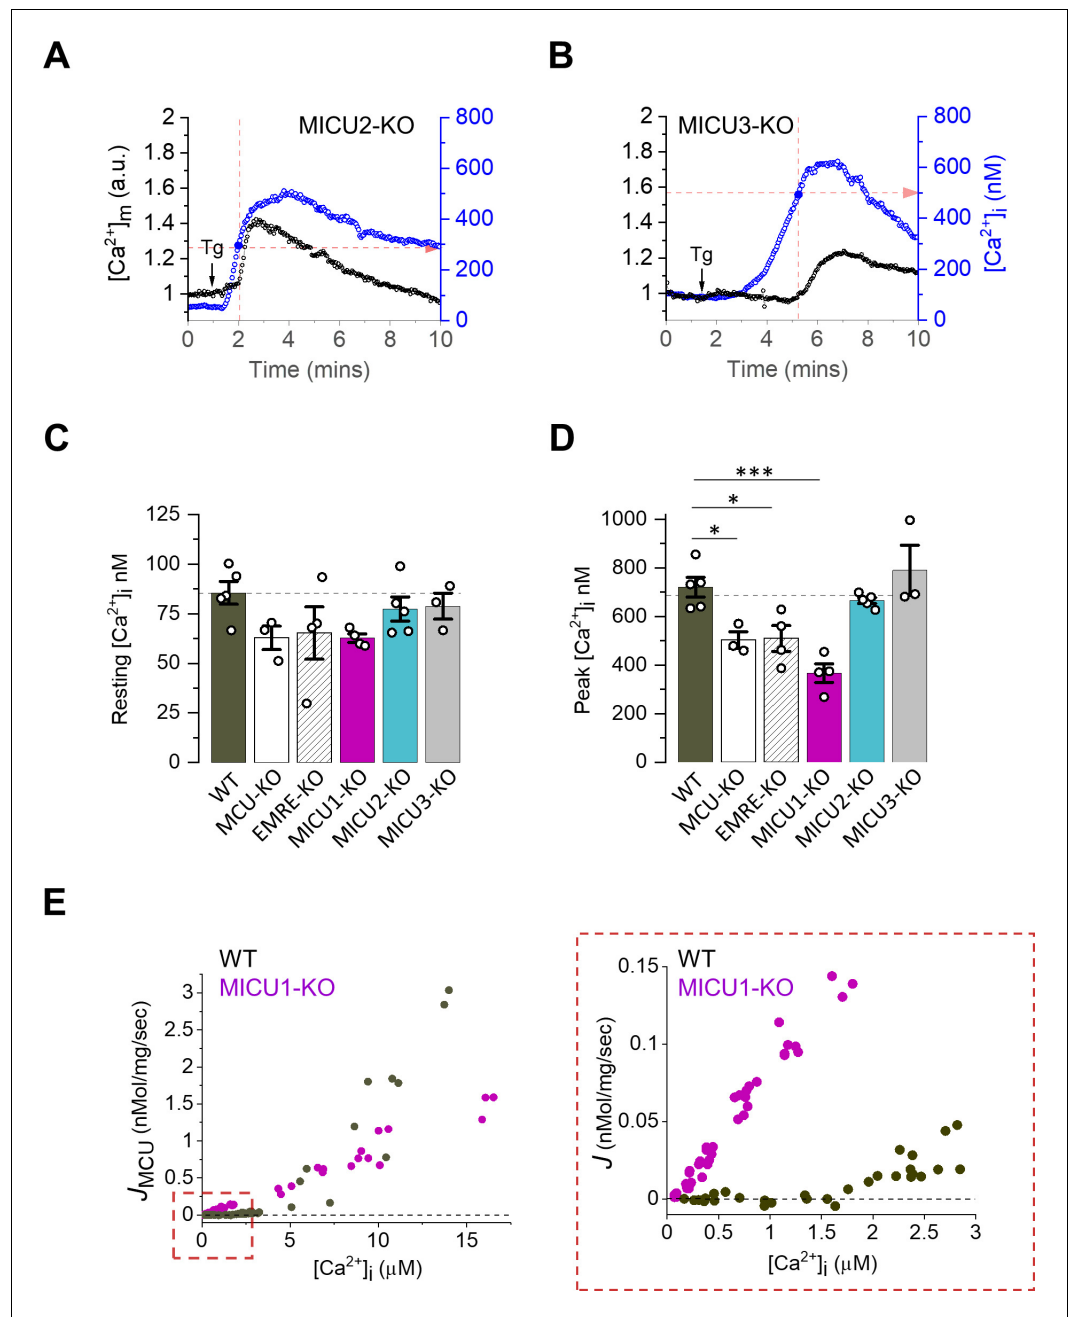 A
MICU2-KO
[Ca²⁺]m (a.u.)
2
1.8
1.6
1.4
1.2
1
800
600
400
200
0
Tg
0 2 4 6 8 10
Time (mins)
B
MICU3-KO
2
1.8
1.6
1.4
1.2
1
800
600
400
200
0
[Ca²⁺]i (nM)
Tg
0 2 4 6 8 10
Time (mins)
C
Resting [Ca²⁺]i nM
125
100
75
50
25
0
WT
MCU-KO
EMRE-KO
MICU1-KO
MICU2-KO
MICU3-KO
D
***
*
*
Peak [Ca²⁺]i nM
1000
800
600
400
200
0
WT
MCU-KO
EMRE-KO
MICU1-KO
MICU2-KO
MICU3-KO
E
WT
MICU1-KO
JMCU (nMol/mg/sec)
3
2.5
2
1.5
1
0.5
0
0 5 10 15
[Ca²⁺]i (μM)
WT
MICU1-KO
J (nMol/mg/sec)
0.15
0.1
0.05
0
0 0.5 1 1.5 2 2.5 3
[Ca²⁺]i (μM)